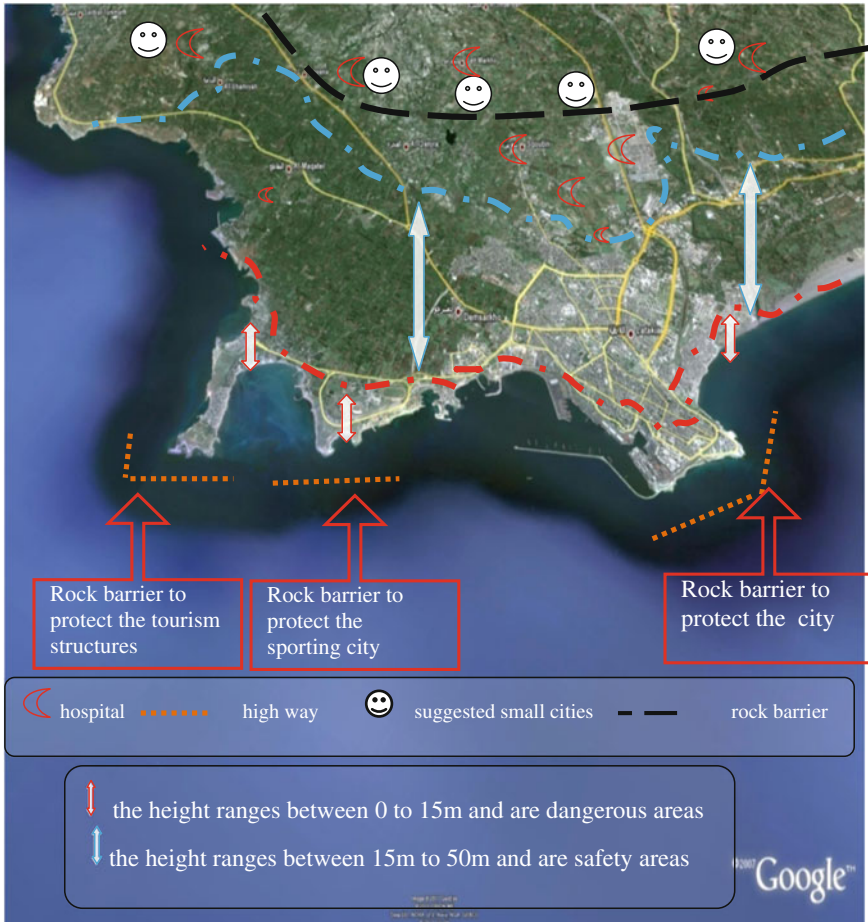 Damsarkho
Rock barrier to
protect the tourism
structures
Rock barrier to
protect the
sporting city
Rock barrier to
protect the city
hospital
high way
suggested small cities
rock barrier
the height ranges between 0 to 15m and are dangerous areas
the height ranges between 15m to 50m and are safety areas
©2007 Google™